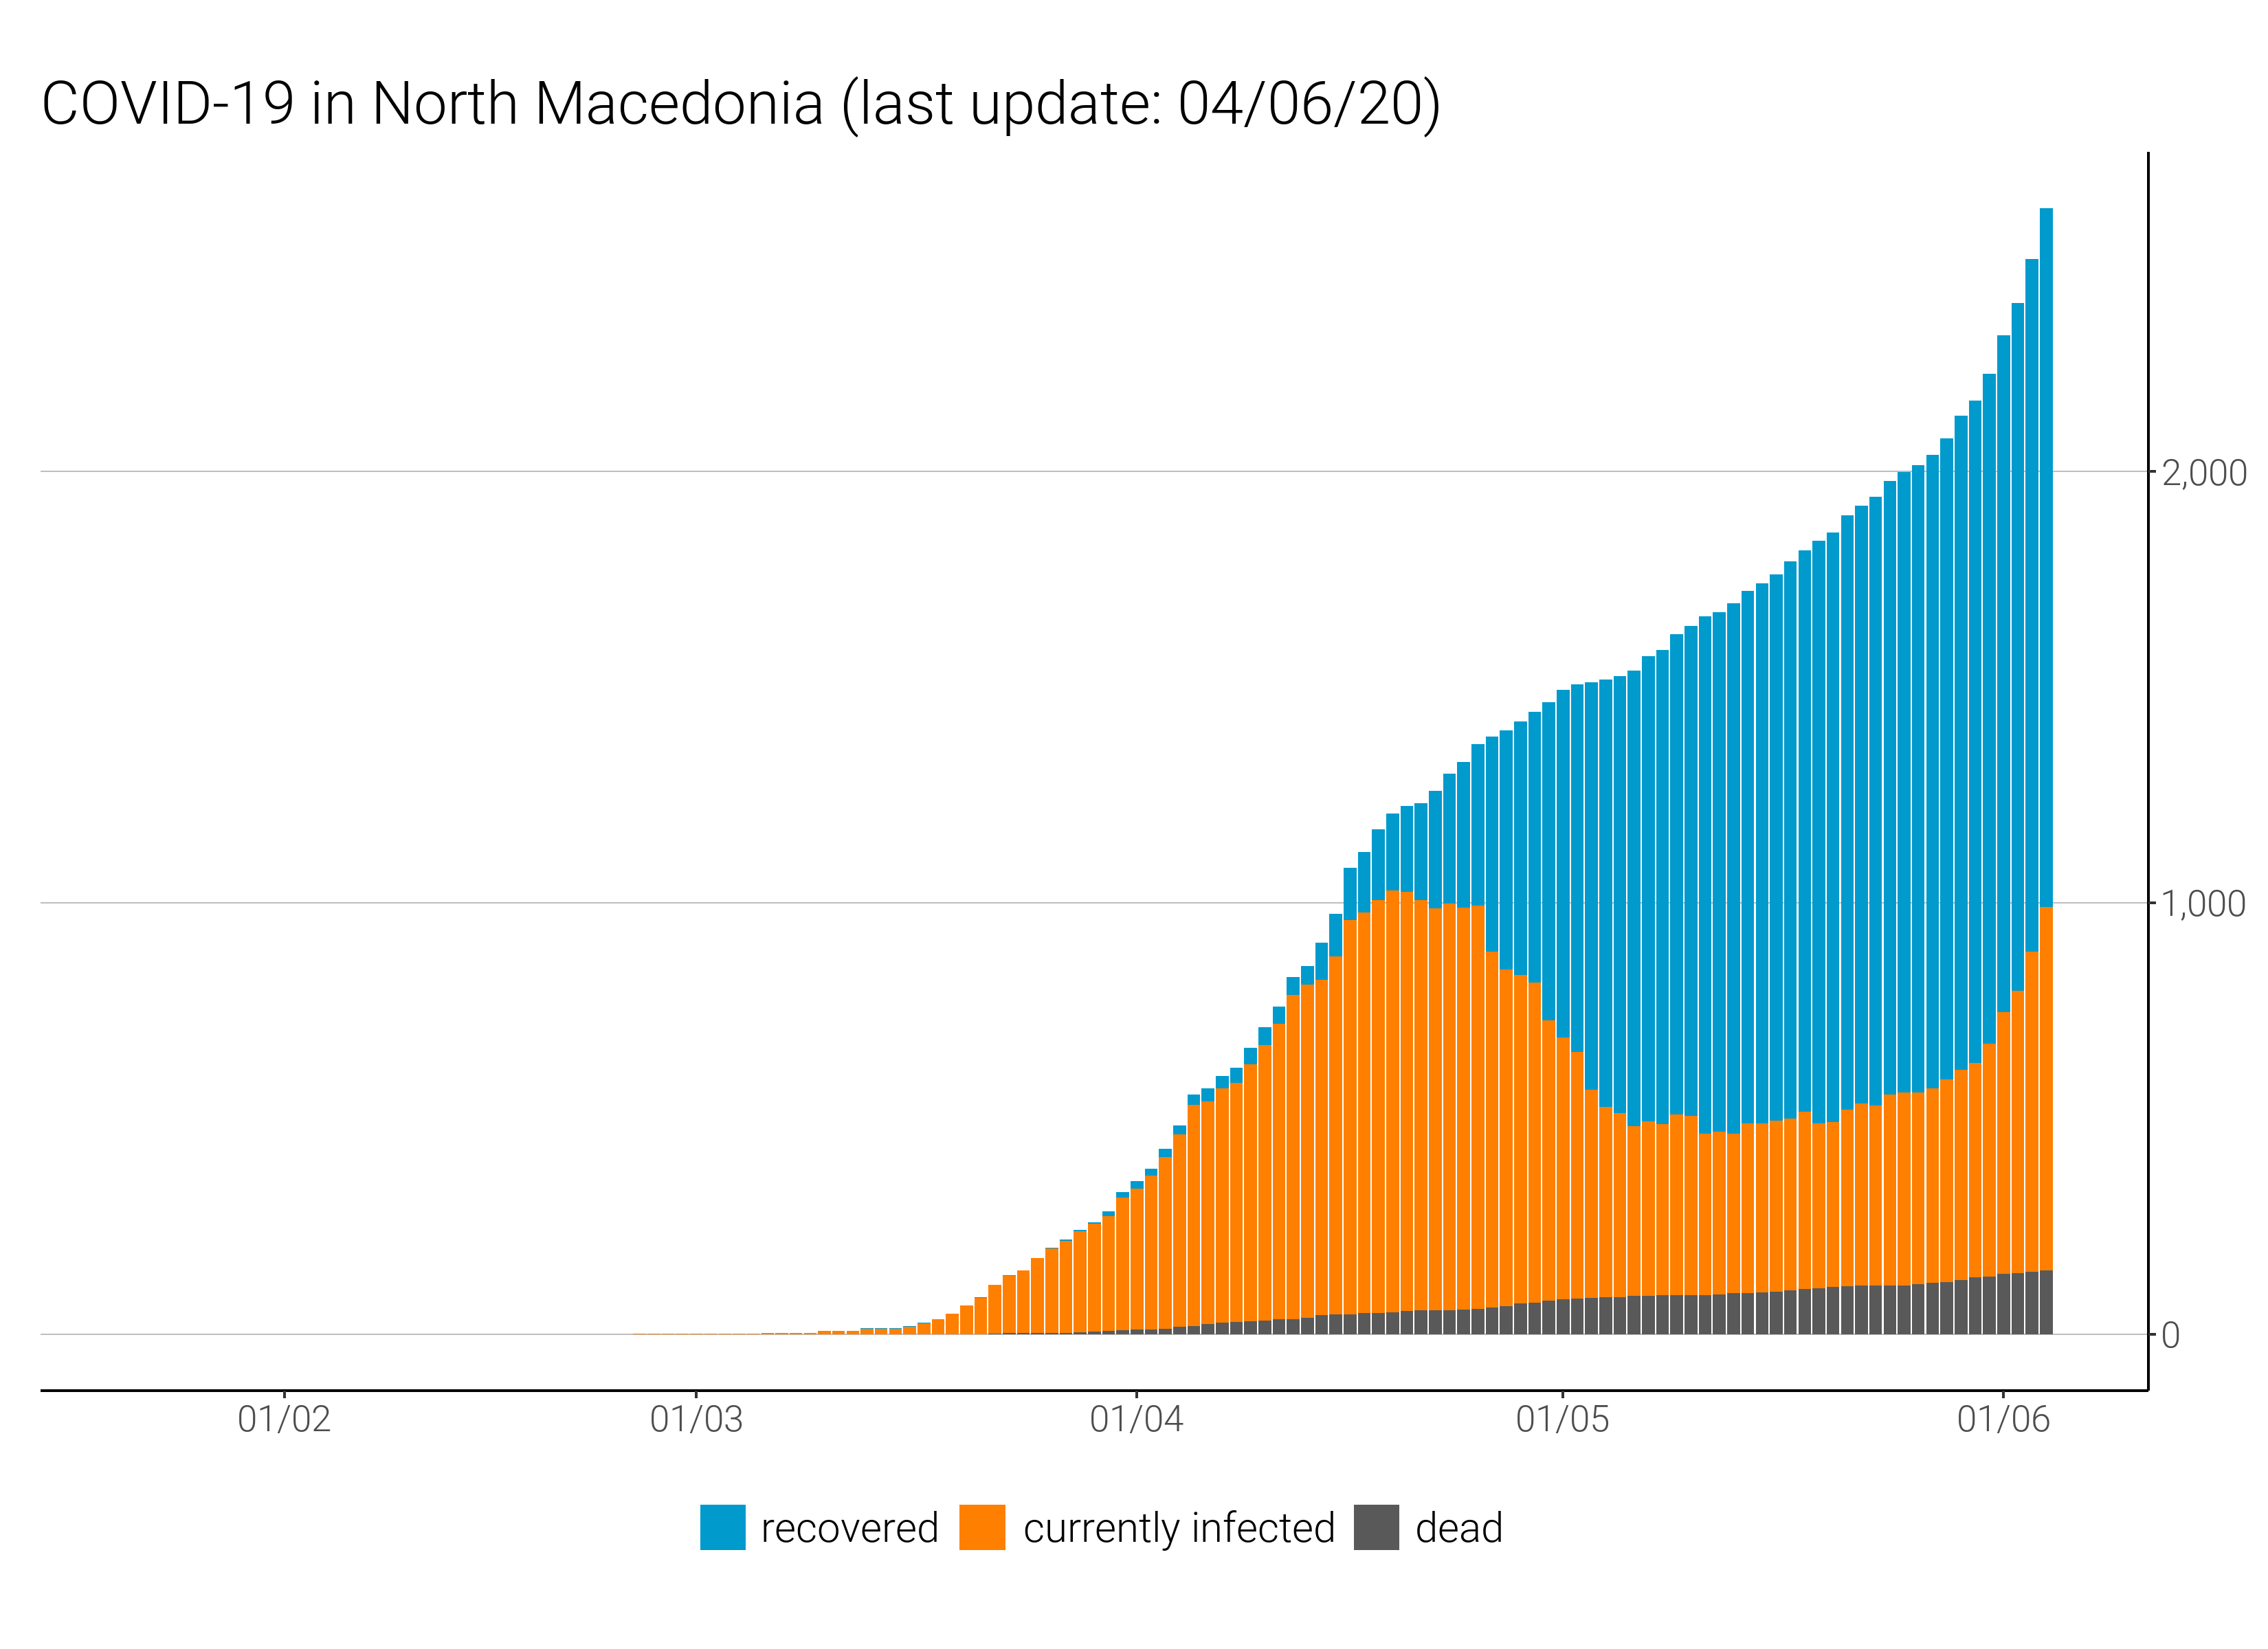 COVID-19 in North Macedonia (last update: 04/06/20)
2,000
1,000
0
01/02 01/03 01/04 01/05 01/06
recovered currently infected dead